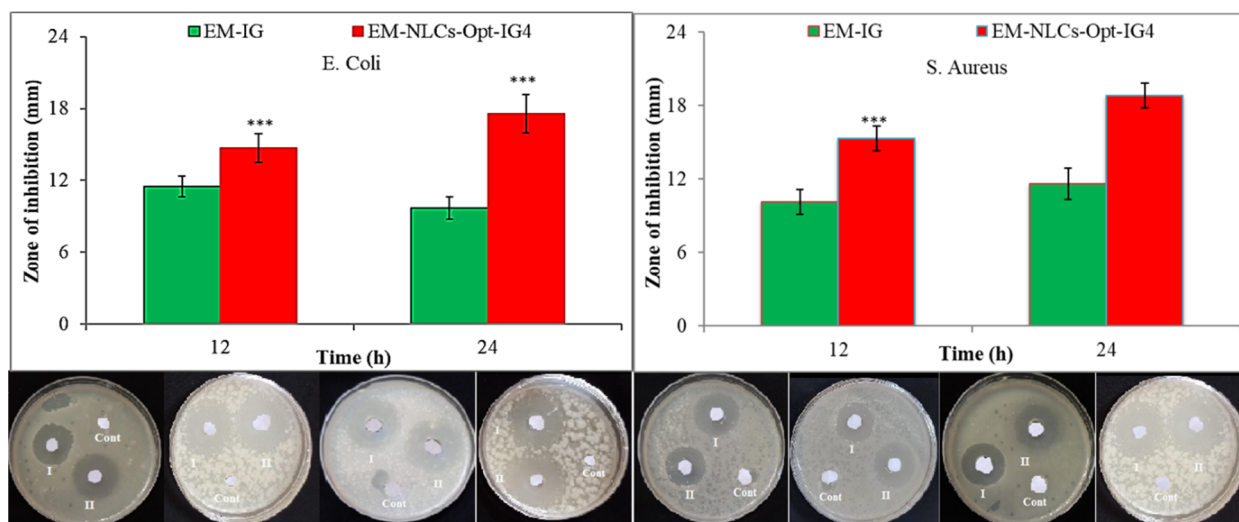 EM-IG EM-NLCs-Opt-IG4
E. Coli
Zone of inhibition (mm)
24
18
12
6
0
***
***
12 24
Time (h)
EM-IG EM-NLCs-Opt-IG4
S. Aureus
Zone of inhibition (mm)
24
18
12
6
0
***
12 24
Time (h)
Cont
I
II
I II
Cont
I
II
Cont
I
Cont
II
I
II Cont
I
Cont II
II
I Cont
I II
Cont